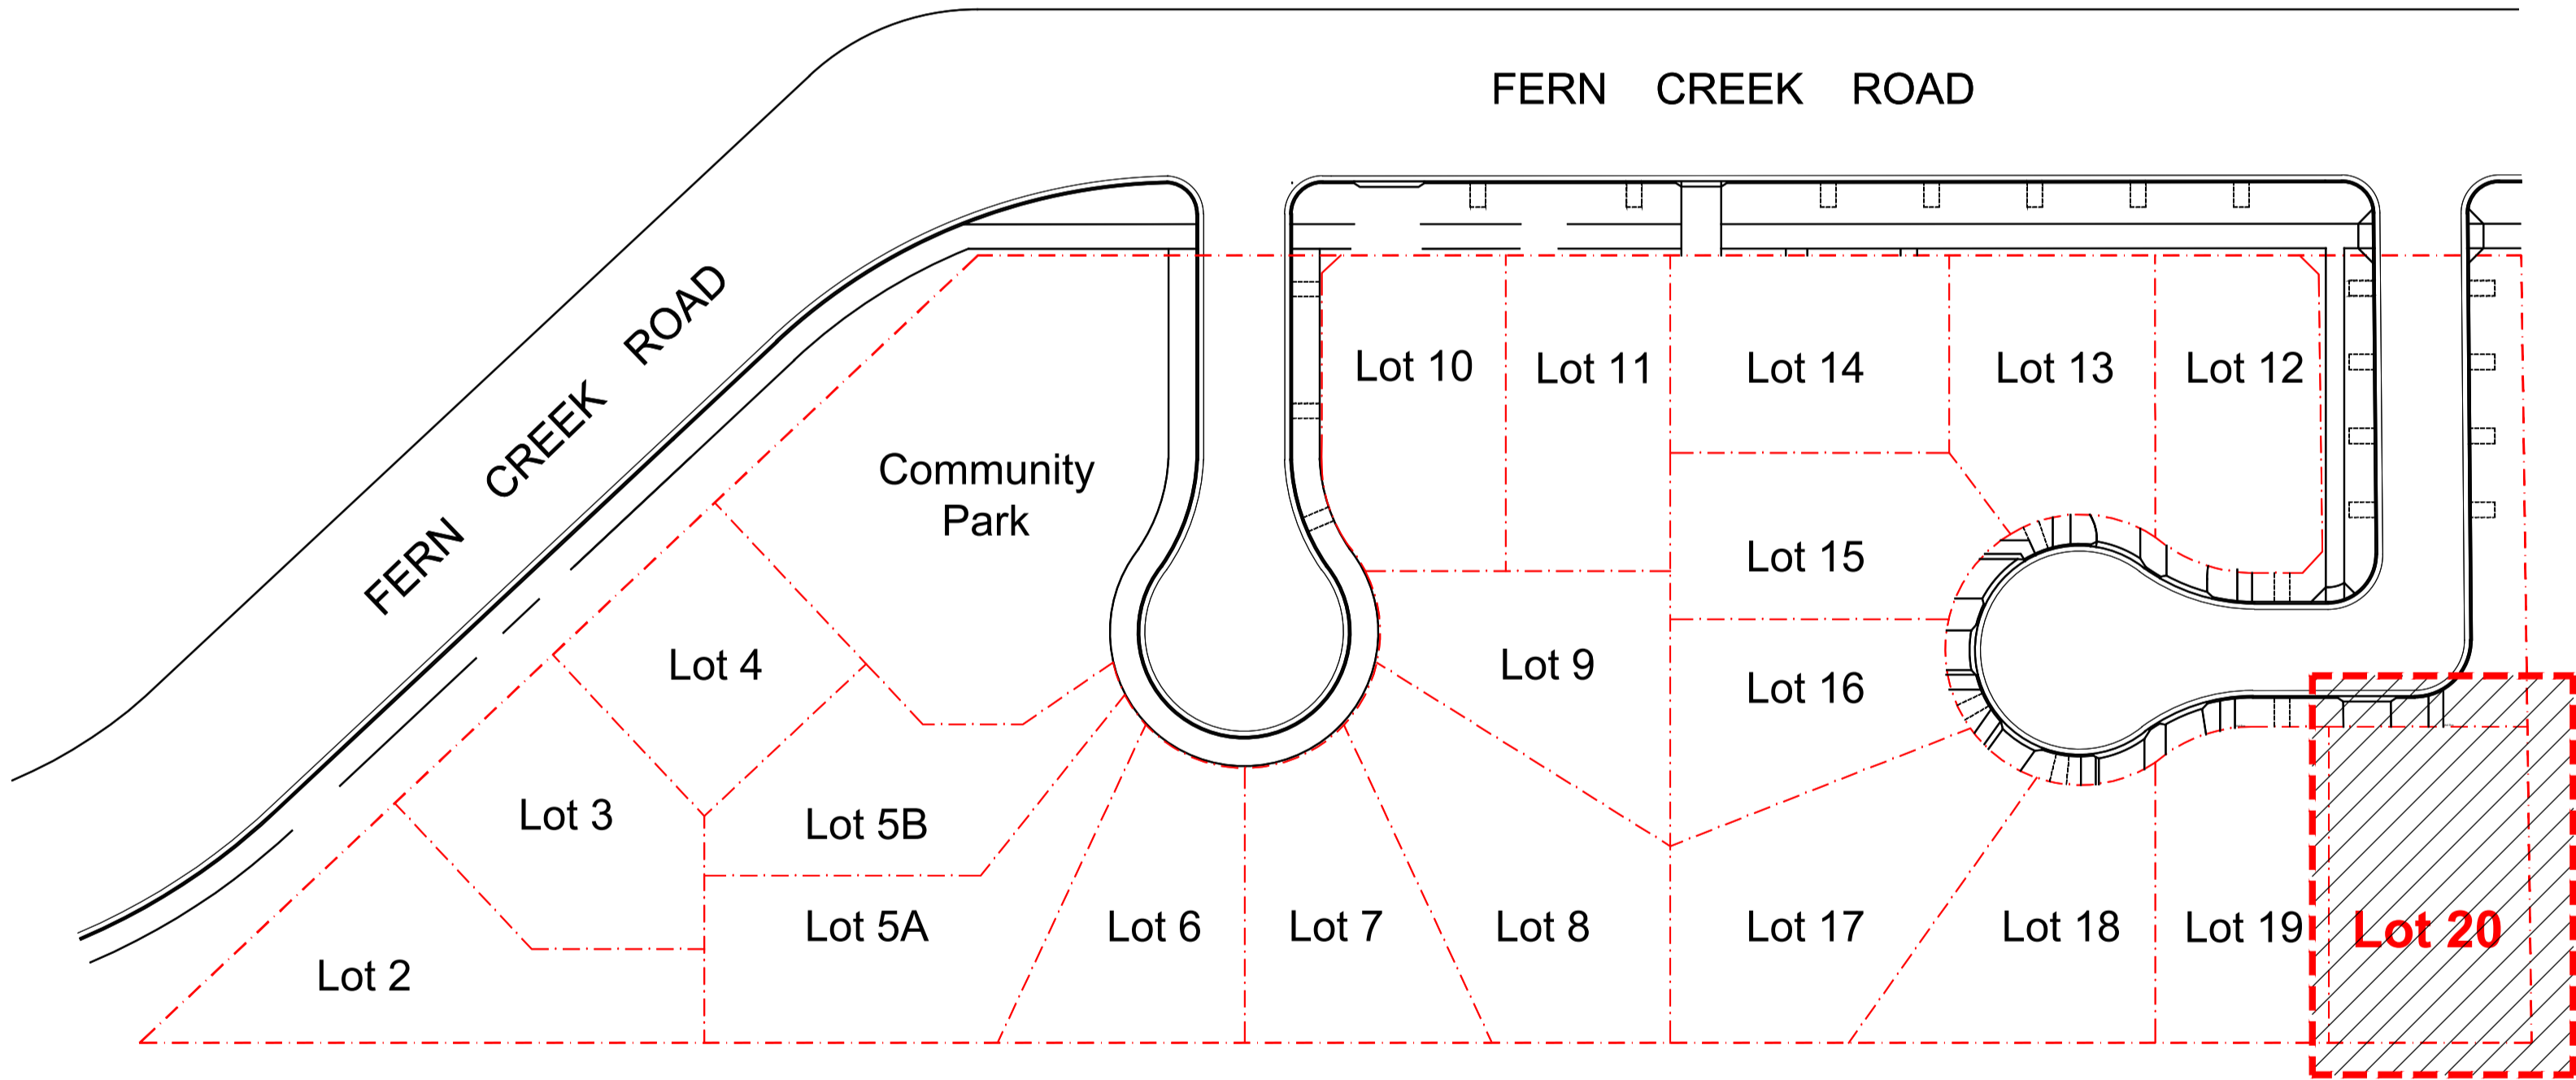 FERN CREEK ROAD
FERN CREEK ROAD
Lot 10
Lot 11
Lot 14
Lot 13
Lot 12
Community
Park
Lot 15
Lot 4
Lot 9
Lot 16
Lot 3
Lot 5B
Lot 5A
Lot 6
Lot 7
Lot 8
Lot 17
Lot 18
Lot 19
Lot 20
Lot 2